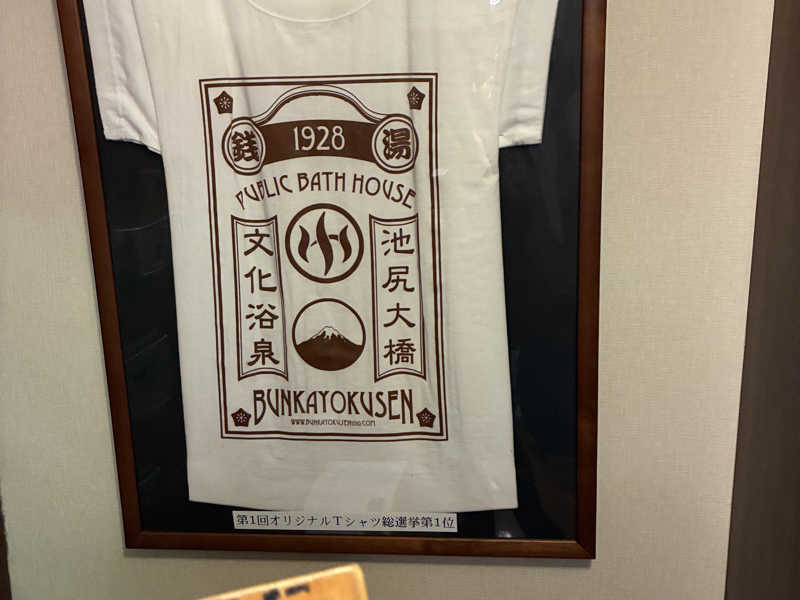 銭 1928 湯
PUBLIC BATH HOUSE
文化浴泉
池尻大橋
BUNKAYOKUSEN
第1回オリジナルTシャツ総選挙第1位